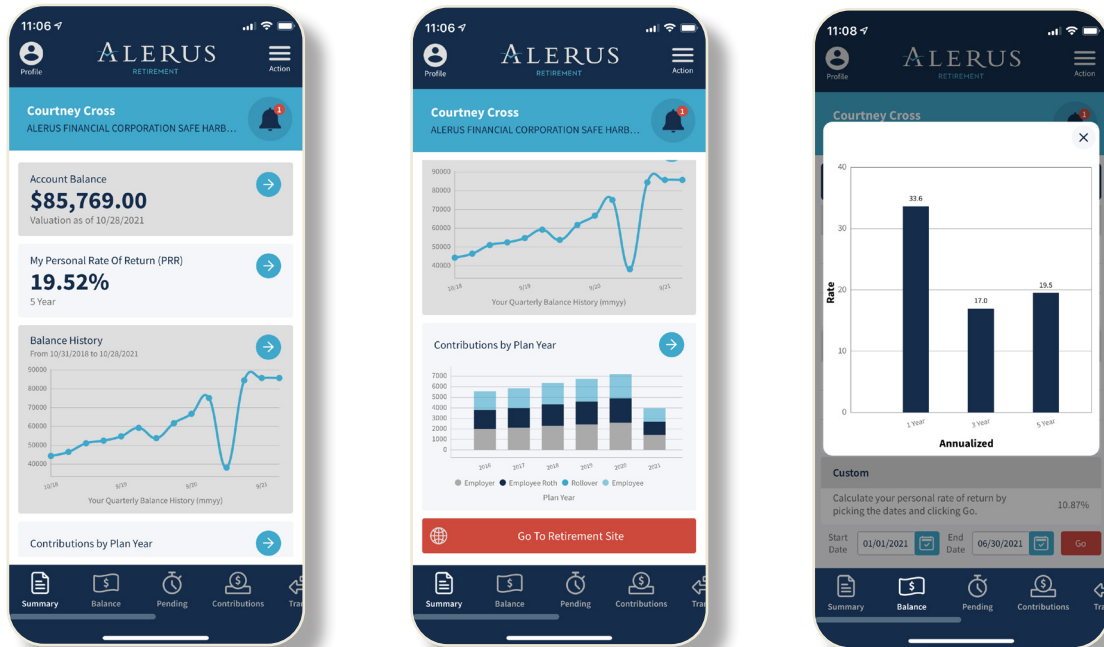 11:06
Profile
ALERUS
RETIREMENT
Action
Courtney Cross
ALERUS FINANCIAL CORPORATION SAFE HARB...
1
Account Balance
$85,769.00
Valuation as of 10/28/2021
My Personal Rate Of Return (PRR)
19.52%
5 Year
Balance History
From 10/31/2018 to 10/28/2021
90000
80000
70000
60000
50000
40000
10/18 9/19 9/20 9/21
Your Quarterly Balance History (mmyy)
Contributions by Plan Year
Summary Balance Pending Contributions Tra
11:06
Profile
ALERUS
RETIREMENT
Action
Courtney Cross
ALERUS FINANCIAL CORPORATION SAFE HARB...
1
90000
80000
70000
60000
50000
40000
10/18 9/19 9/20 9/21
Your Quarterly Balance History (mmyy)
Contributions by Plan Year
7000
6000
5000
4000
3000
2000
1000
0
2016 2017 2018 2019 2020 2021
Employer Employee Roth Rollover Employee
Plan Year
Go To Retirement Site
Summary Balance Pending Contributions Tra
11:08
Profile
ALERUS
RETIREMENT
Action
Courtney Cross
1
40
30
20
10
0
Rate
33.6
17.0
19.5
1 Year 3 Year 5 Year
Annualized
Custom
Calculate your personal rate of return by
picking the dates and clicking Go.
10.87%
Start Date 01/01/2021 End Date 06/30/2021 Go
Summary Balance Pending Contributions Tra